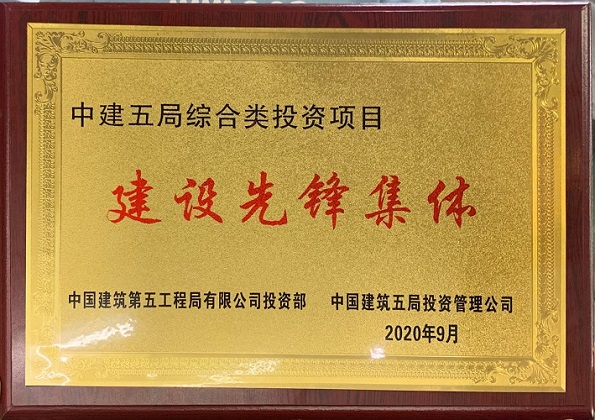 中建五局综合类投资项目
建设先锋集体
中国建筑第五工程局有限公司投资部 中国建筑五局投资管理公司
2020年9月